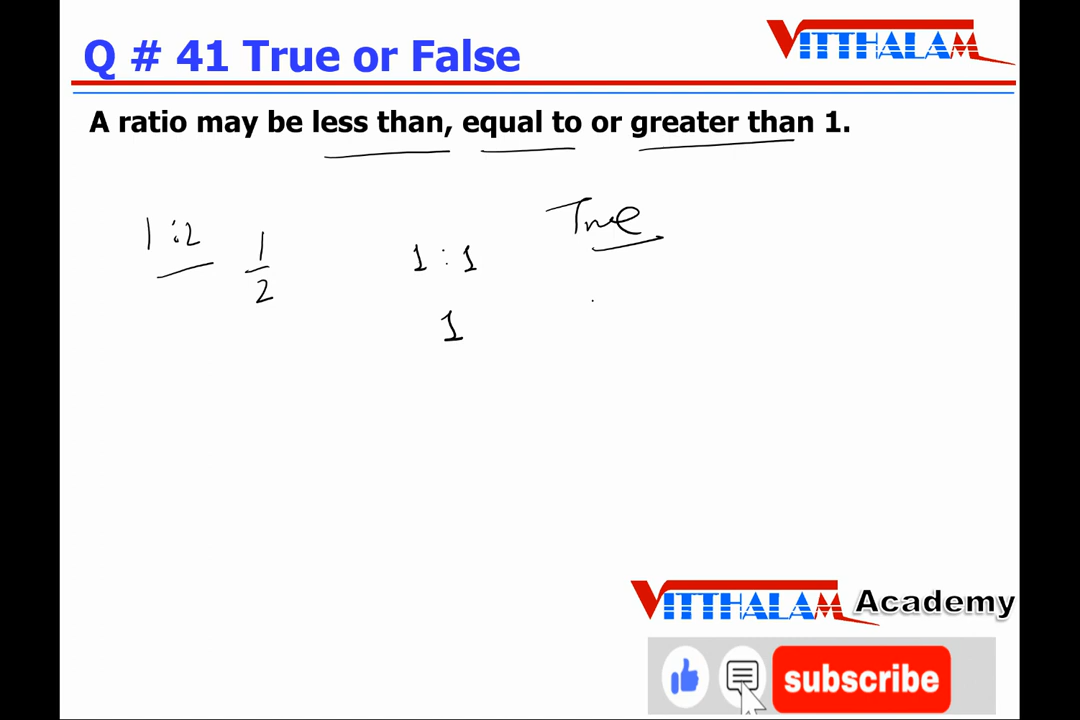 Q # 41 True or False
VITTHALAM
A ratio may be less than, equal to or greater than 1.
1:2
1
2
1 : 1
1
True
VITTHALAM Academy
subscribe